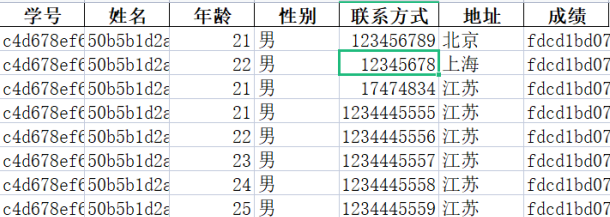 学号 姓名 年龄 性别 联系方式 地址 成绩
c4d678ef6 50b5b1d2a 21 男 123456789 北京 fdcd1bd07
c4d678ef6 50b5b1d2a 22 男 12345678 上海 fdcd1bd07
c4d678ef6 50b5b1d2a 21 男 17474834 江苏 fdcd1bd07
c4d678ef6 50b5b1d2a 21 男 1234445555 江苏 fdcd1bd07
c4d678ef6 50b5b1d2a 22 男 1234445556 江苏 fdcd1bd07
c4d678ef6 50b5b1d2a 23 男 1234445557 江苏 fdcd1bd07
c4d678ef6 50b5b1d2a 24 男 1234445558 江苏 fdcd1bd07
c4d678ef6 50b5b1d2a 25 男 1234445559 江苏 fdcd1bd07